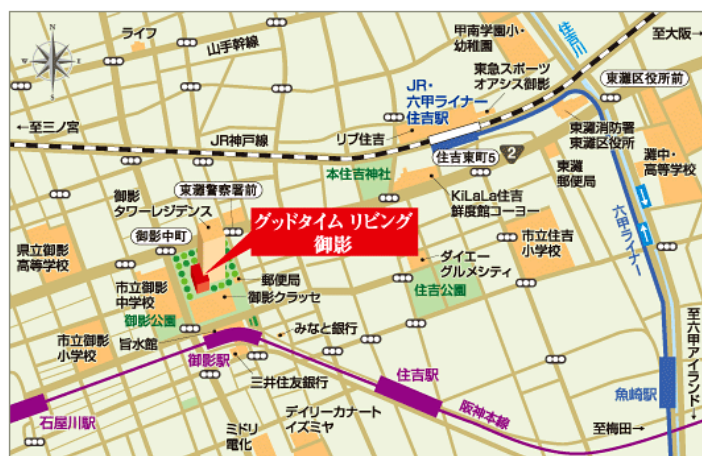 ライフ
山手幹線
甲南学園小・
幼稚園
住吉川
至大阪→
N
W
E
S
JR・
六甲ライナー
住吉駅
東急スポーツ
オアシス御影
東灘区役所前
←至三ノ宮
JR神戸線
リブ住吉
住吉東町5
2
東灘消防署
東灘区役所
灘中・
高等学校
本住吉神社
東灘
郵便局
御影
タワーレジデンス
東灘警察署前
KiLaLa住吉
鮮度館コーヨー
六甲ライナー
グッドタイム リビング
御影
御影中町
県立御影
高等学校
市立住吉
小学校
ダイエー
グルメシティ
市立御影
中学校
郵便局
御影クラッセ
住吉公園
御影公園
旨水館
みなと銀行
市立御影
小学校
至六甲アイランド→
御影駅
三井住友銀行
住吉駅
魚崎駅
石屋川駅
阪神本線
デイリーカナート
イズミヤ
ミドリ
電化
至梅田→